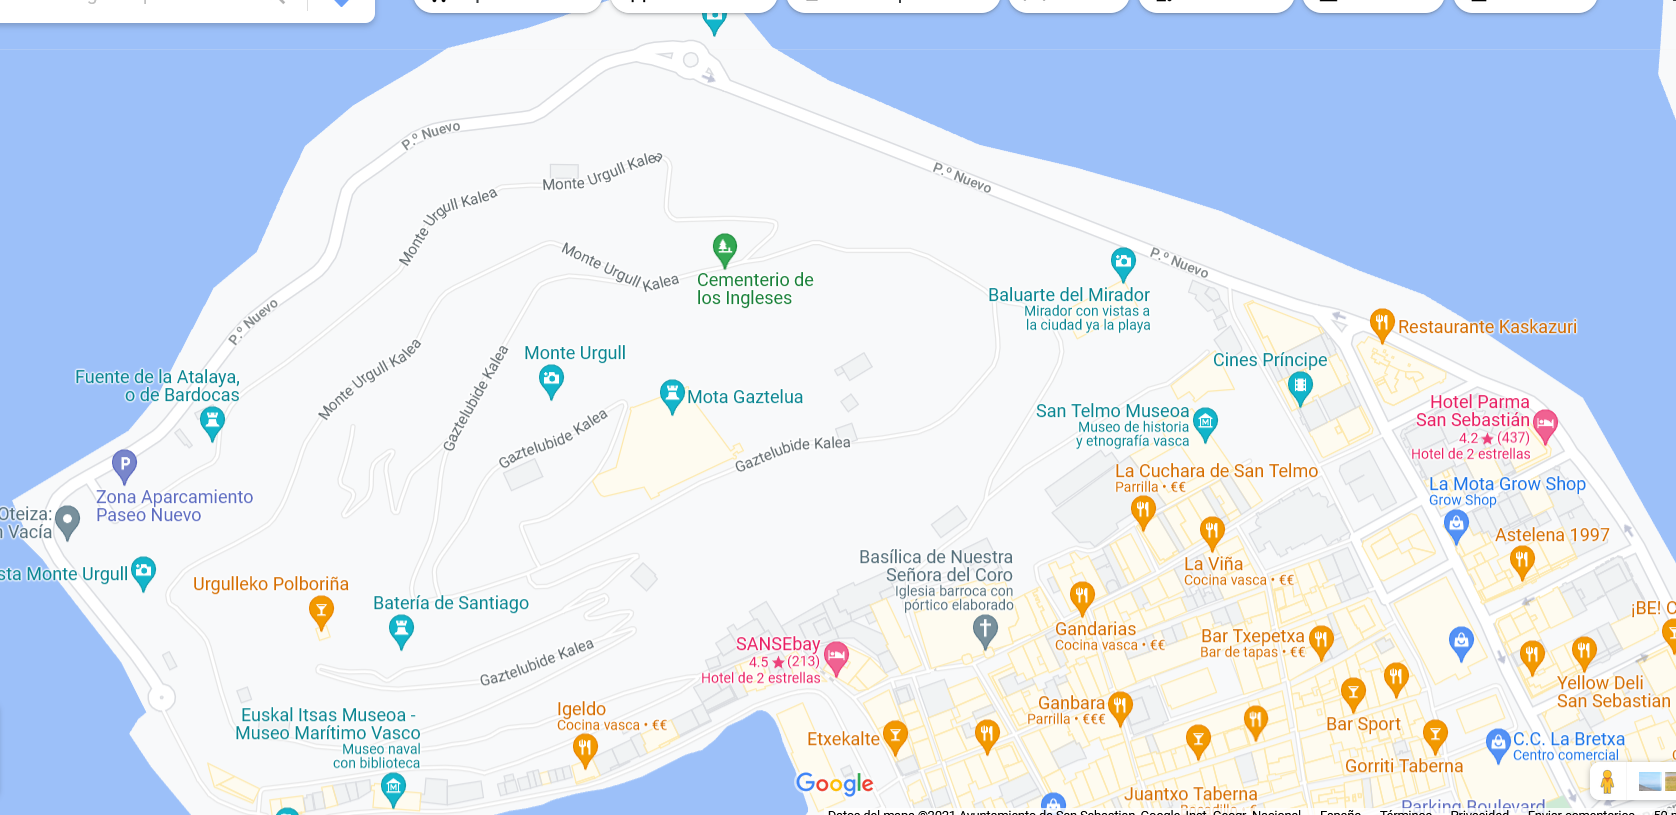 P.º Nuevo
P.º Nuevo
P.º Nuevo
P.º Nuevo
Monte Urgull Kalea
Monte Urgull Kalea
Monte Urgull Kalea
Monte Urgull Kalea
Cementerio de
los Ingleses
Baluarte del Mirador
Mirador con vistas a
la ciudad ya la playa
Restaurante Kaskazuri
Cines Príncipe
Monte Urgull
Fuente de la Atalaya,
o de Bardocas
Mota Gaztelua
Gaztelubide Kalea
Gaztelubide Kalea
Gaztelubide Kalea
San Telmo Museoa
Museo de historia
y etnografía vasca
Hotel Parma
San Sebastián
4.2 ★ (437)
Hotel de 2 estrellas
La Cuchara de San Telmo
Parrilla • €€
La Mota Grow Shop
Grow Shop
P
Zona Aparcamiento
Paseo Nuevo
Oteiza:
Vacía
Monte Urgull
Astelena 1997
La Viña
Cocina vasca • €€
Basílica de Nuestra
Señora del Coro
Iglesia barroca con
pórtico elaborado
Urgulleko Polboriña
Batería de Santiago
Gaztelubide Kalea
Gandarias
Cocina vasca • €€
Bar Txepetxa
Bar de tapas • €€
¡BE!
SANSEbay
4.5 ★ (213)
Hotel de 2 estrellas
Yellow Deli
San Sebastian
Ganbara
Parrilla • €€€
Bar Sport
Euskal Itsas Museoa -
Museo Marítimo Vasco
Museo naval
con biblioteca
Igeldo
Cocina vasca • €€
Etxekalte
C.C. La Bretxa
Centro comercial
Gorriti Taberna
Google
Juantxo Taberna
Parking Boulevard
Datos del mapa ©2021 Ayuntamiento de San Sebastian, Google, Inst. Geogr. Nacional
España
Términos
Privacidad
Enviar comentarios